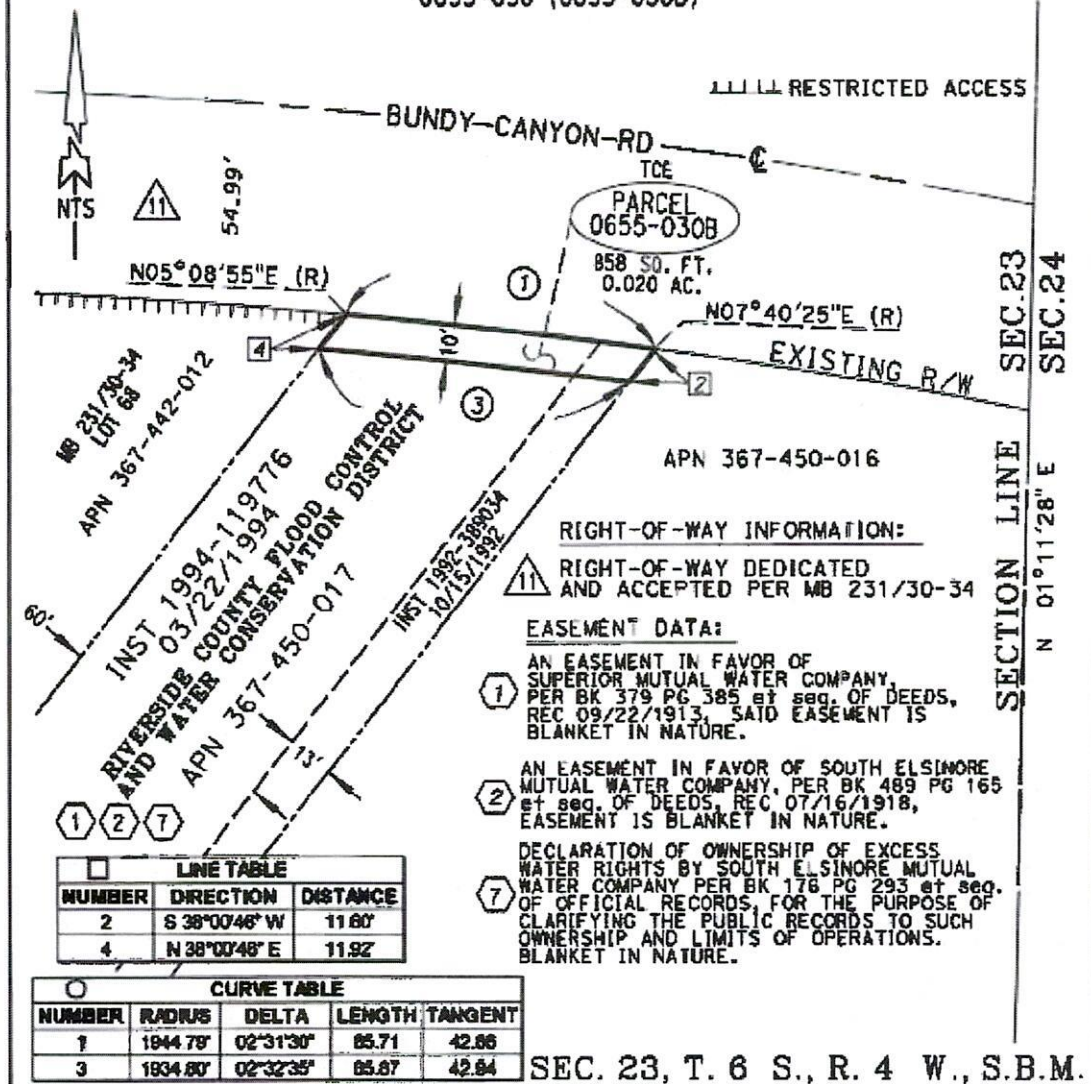 RESTRICTED ACCESS
BUNDY-CANYON-RD
℄
NTS
11
54.99'
TCE
PARCEL
0655-030B
858 SQ. FT.
0.020 AC.
N05°08'55"E (R)
1
N07°40'25"E (R)
4
10'
2
3
EXISTING R/W
SEC.23
SEC.24
MB 231/30-34
LOT 68
APN 367-442-012
APN 367-450-016
60'
INST 1994-119776
03/22/1994
RIVERSIDE COUNTY FLOOD CONTROL
AND WATER CONSERVATION DISTRICT
APN 367-450-017
INST 1992-389034
10/15/1992
13'
SECTION LINE
N 01°11'28" E
RIGHT-OF-WAY INFORMATION:
11 RIGHT-OF-WAY DEDICATED
AND ACCEPTED PER MB 231/30-34
EASEMENT DATA:
AN EASEMENT IN FAVOR OF
SUPERIOR MUTUAL WATER COMPANY,
1 PER BK 379 PG 385 et seq. OF DEEDS,
REC 09/22/1913, SAID EASEMENT IS
BLANKET IN NATURE.
AN EASEMENT IN FAVOR OF SOUTH ELSINORE
MUTUAL WATER COMPANY, PER BK 489 PG 165
2 et seq. OF DEEDS, REC 07/16/1918,
EASEMENT IS BLANKET IN NATURE.
DECLARATION OF OWNERSHIP OF EXCESS
WATER RIGHTS BY SOUTH ELSINORE MUTUAL
7 WATER COMPANY PER BK 176 PG 293 et seq.
OF OFFICIAL RECORDS, FOR THE PURPOSE OF
CLARIFYING THE PUBLIC RECORDS TO SUCH
OWNERSHIP AND LIMITS OF OPERATIONS.
BLANKET IN NATURE.
1 2 7
LINE TABLE
NUMBER DIRECTION DISTANCE
2 S 38°00'46" W 11.60'
4 N 38°00'46" E 11.92'
CURVE TABLE
NUMBER RADIUS DELTA LENGTH TANGENT
1 1944.79' 02°31'30" 85.71 42.86
3 1934.80' 02°32'35" 85.87 42.94
SEC. 23, T. 6 S., R. 4 W., S.B.M.